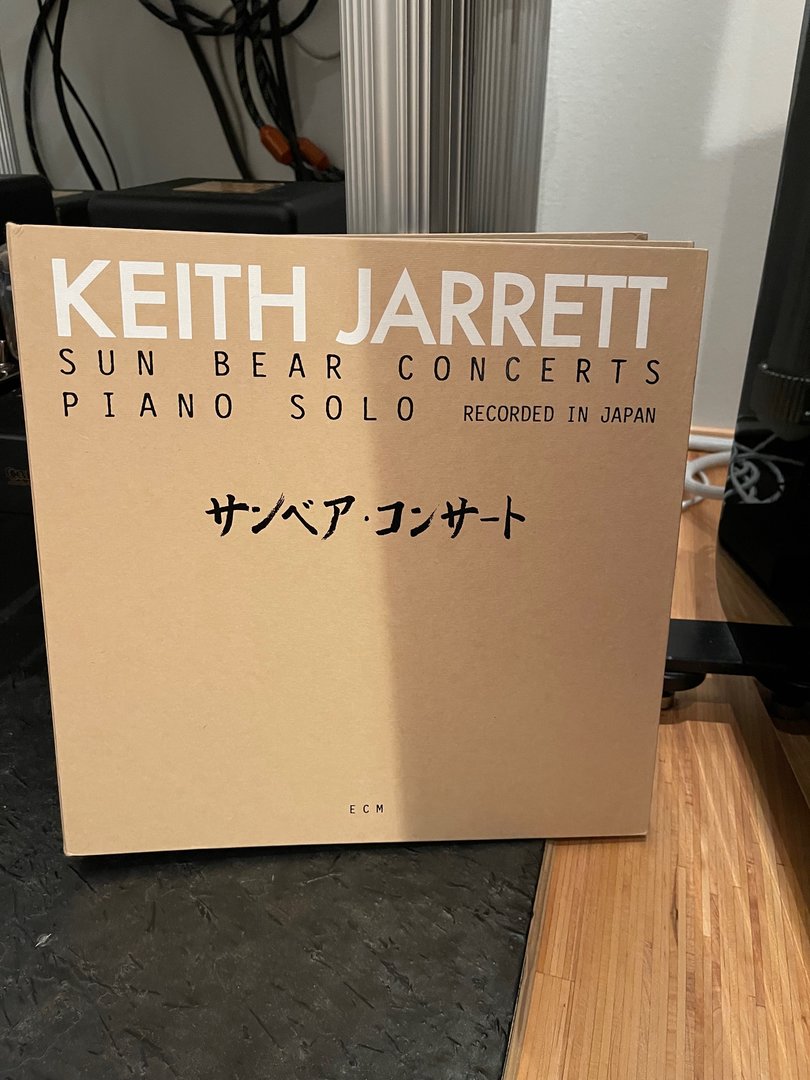 KEITH JARRETT
SUN BEAR CONCERTS
PIANO SOLO RECORDED IN JAPAN
サンベア・コンサート
ECM